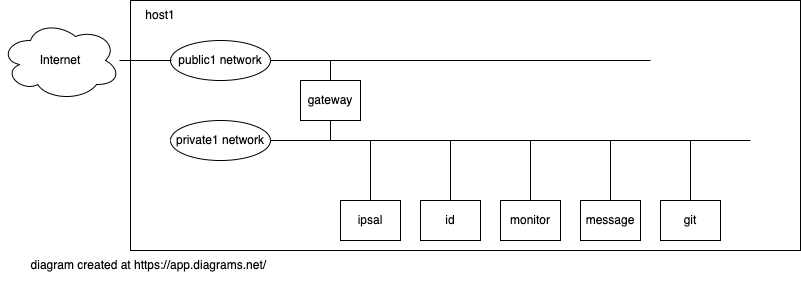 host1
Internet
public1 network
gateway
private1 network
ipsal
id
monitor
message
git
diagram created at https://app.diagrams.net/